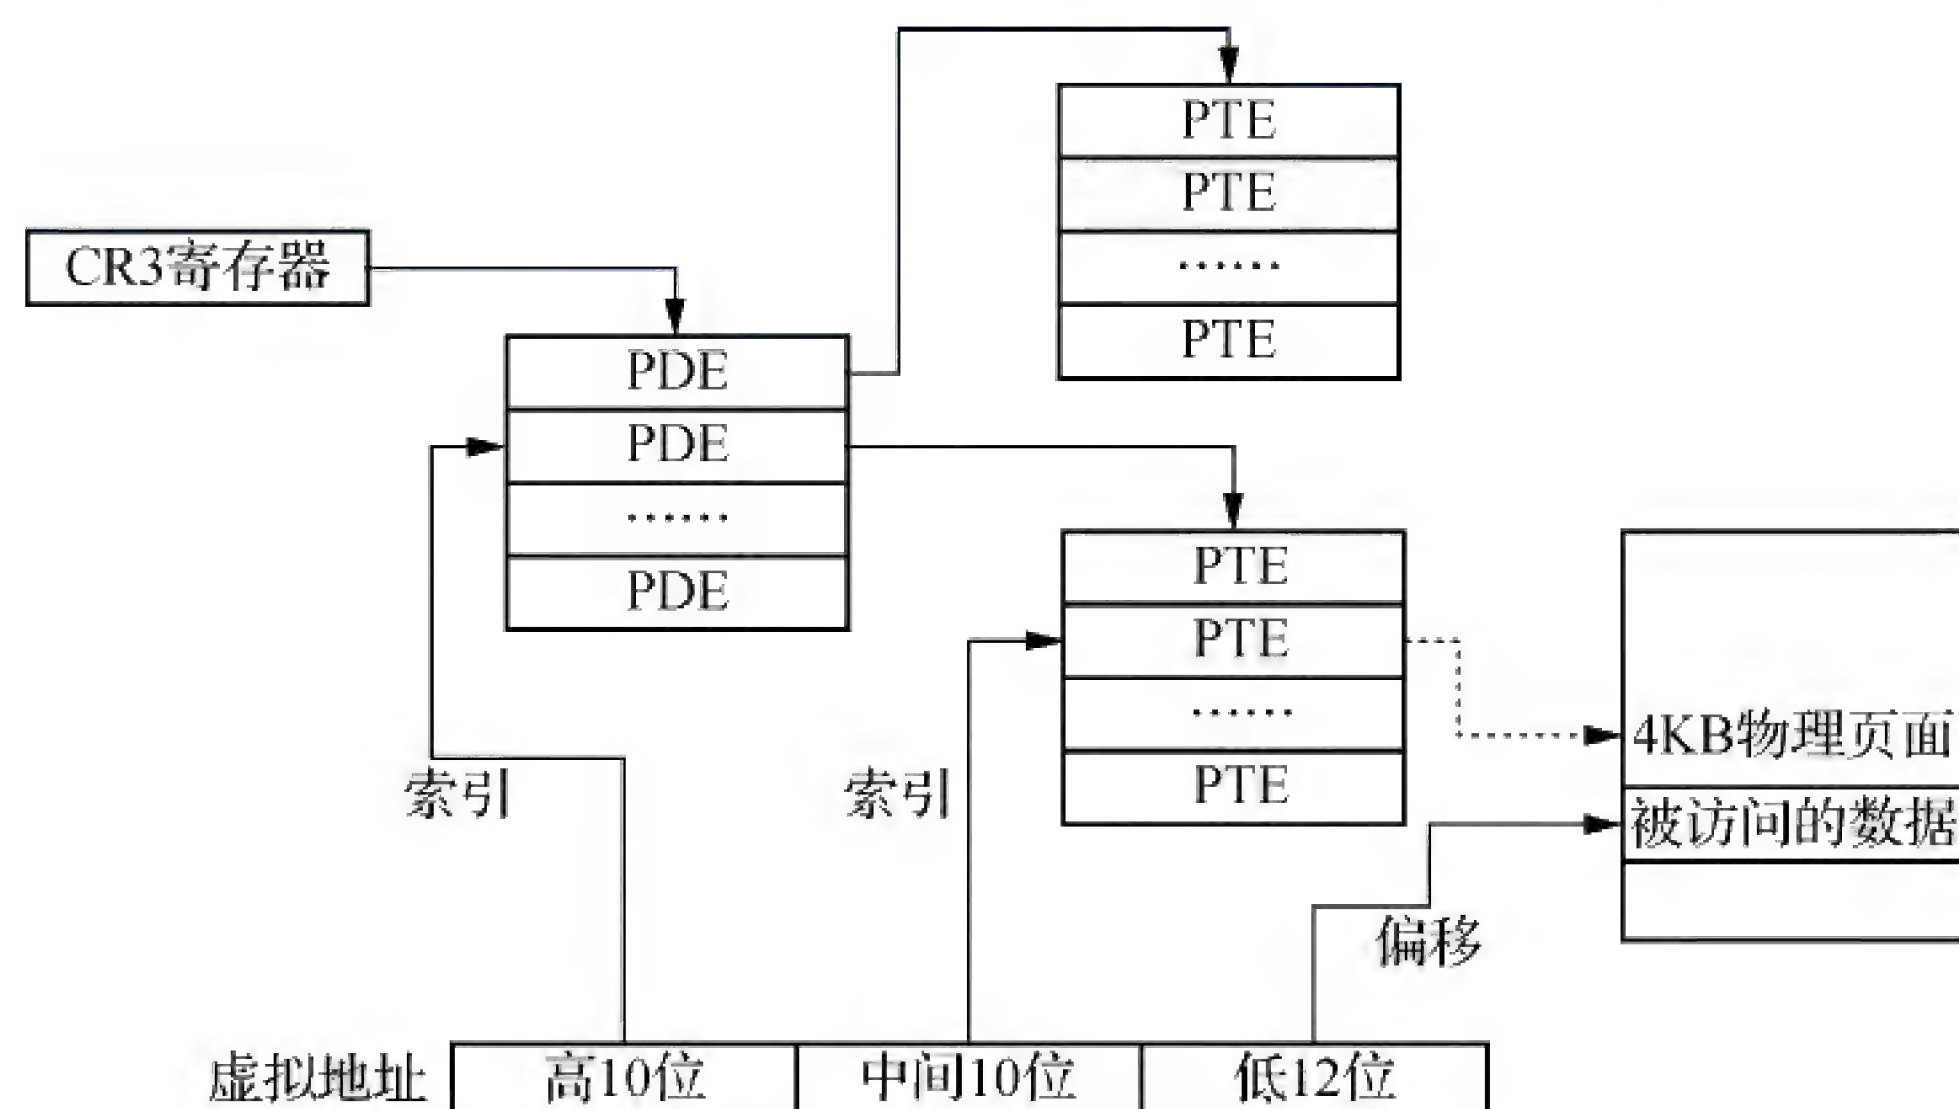 PTE
PTE
······
PTE
CR3寄存器
PDE
PDE
······
PDE
PTE
PTE
······
PTE
4KB物理页面
被访问的数据
索引
索引
偏移
虚拟地址
高10位
中间10位
低12位